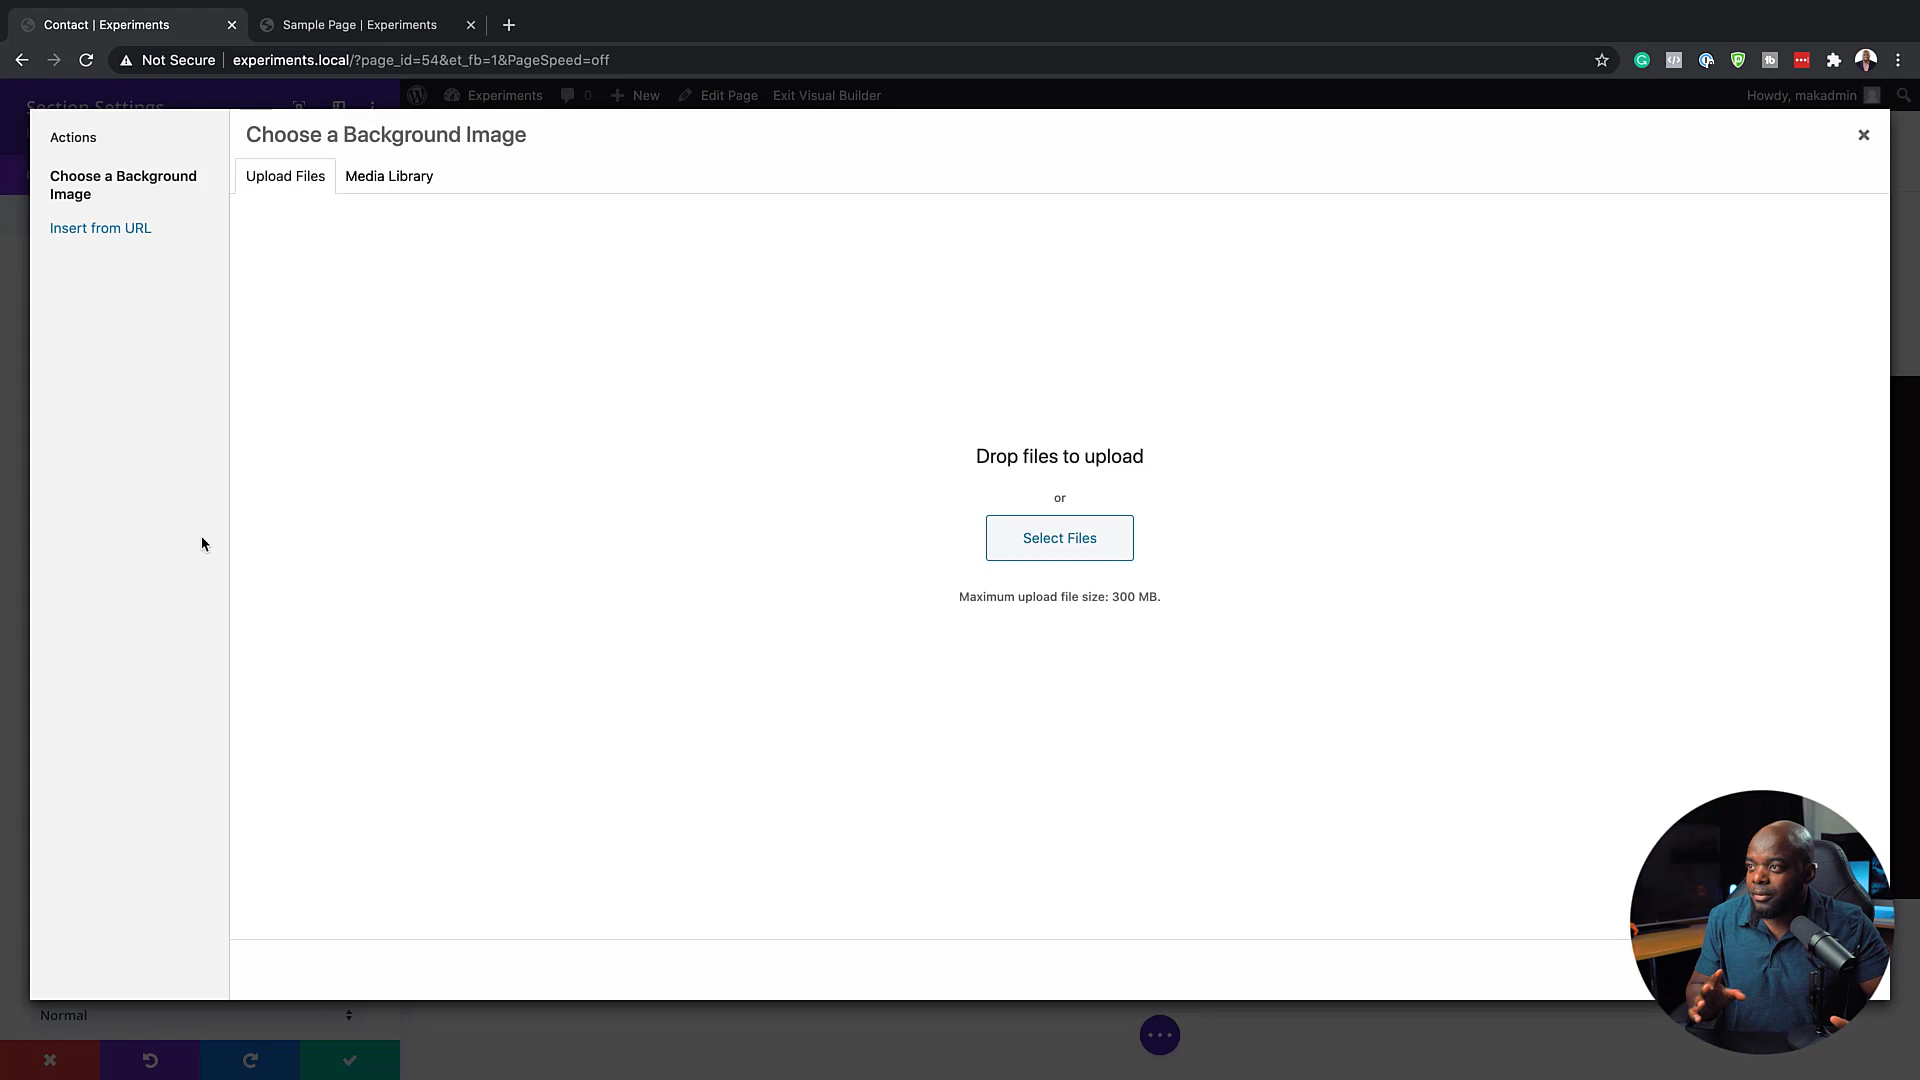 Contact | Experiments
Sample Page | Experiments
Not Secure
experiments.local/?page_id=54&et_fb=1&PageSpeed=off
Section Settings
Experiments
0
New
Edit Page
Exit Visual Builder
Howdy, makadmin
Actions
Choose a Background Image
Insert from URL
Choose a Background Image
Upload Files
Media Library
Drop files to upload
or
Select Files
Maximum upload file size: 300 MB.
Normal